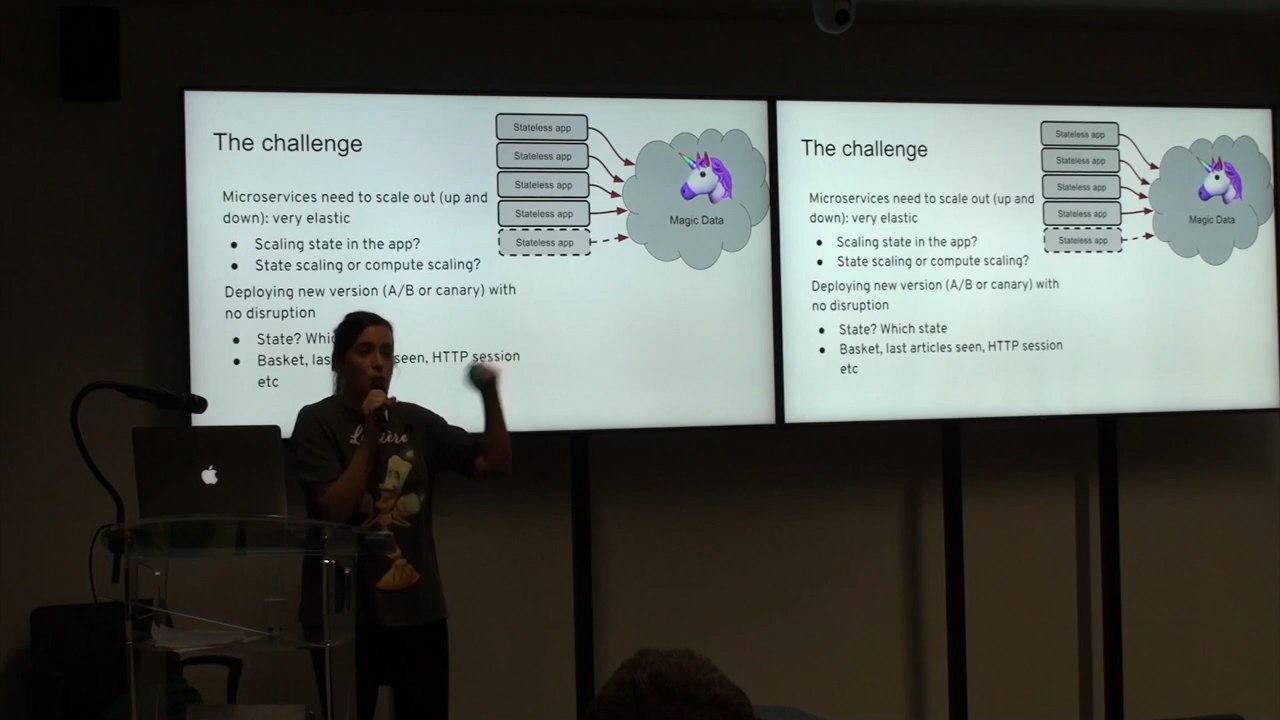 The challenge
Microservices need to scale out (up and
down): very elastic
● Scaling state in the app?
● State scaling or compute scaling?
Deploying new version (A/B or canary) with
no disruption
● State? Whic
● Basket, las seen, HTTP session
etc
Stateless app
Stateless app
Stateless app
Stateless app
Stateless app
Magic Data
The challenge
Microservices need to scale out (up and
down): very elastic
● Scaling state in the app?
● State scaling or compute scaling?
Deploying new version (A/B or canary) with
no disruption
● State? Which state
● Basket, last articles seen, HTTP session
etc
Stateless app
Stateless app
Stateless app
Stateless app
Stateless app
Magic Data
Lumière